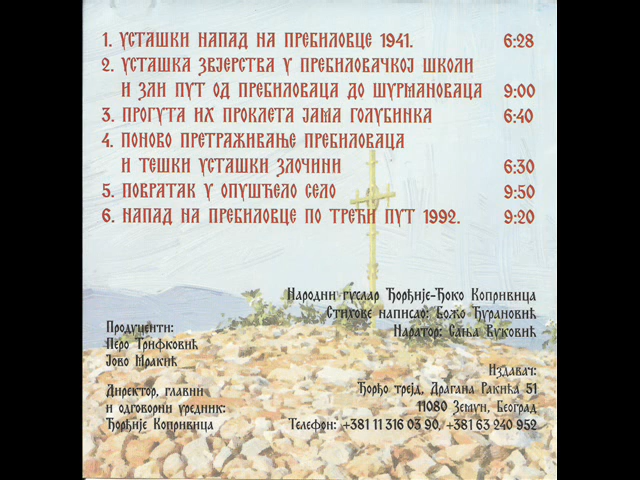 1. УСТАШКИ НАПАД НА ПРЕБИЛОВЦЕ 1941. 6:28
2. УСТАШКА ЗВЈЕРСТВА У ПРЕБИЛОВАЧКОЈ ШКОЛИ
И ЗЛИ ПУТ ОД ПРЕБИЛОВАЦА ДО ШУРМАНОВАЦА 9:00
3. ПРОГУТА ИХ ПРОКЛЕТА ЈАМА ГОЛУБИНКА 6:40
4. ПОНОВО ПРЕТРАЖИВАЊЕ ПРЕБИЛОВАЦА
И ТЕШКИ УСТАШКИ ЗЛОЧИНИ 6:30
5. ПОВРАТАК У ОПУШЋЕЛО СЕЛО 9:50
6. НАПАД НА ПРЕБИЛОВЦЕ ПО ТРЕЋИ ПУТ 1992. 9:20
Народни гуслар Ђорђије-Ђоко Копривица
Стихове написао: Божо Ђурановић
Наратор: Сања Вуковић
Продуценти:
Перо Трифковић
Јово Мракић
Директор, главни
и одговорни уредник:
Ђорђије Копривица
Издавач:
Ђорђо трејд, Драгана Ракића 51
11080 Земун, Београд
Телефон: +381 11 316 03 90, +381 63 240 952